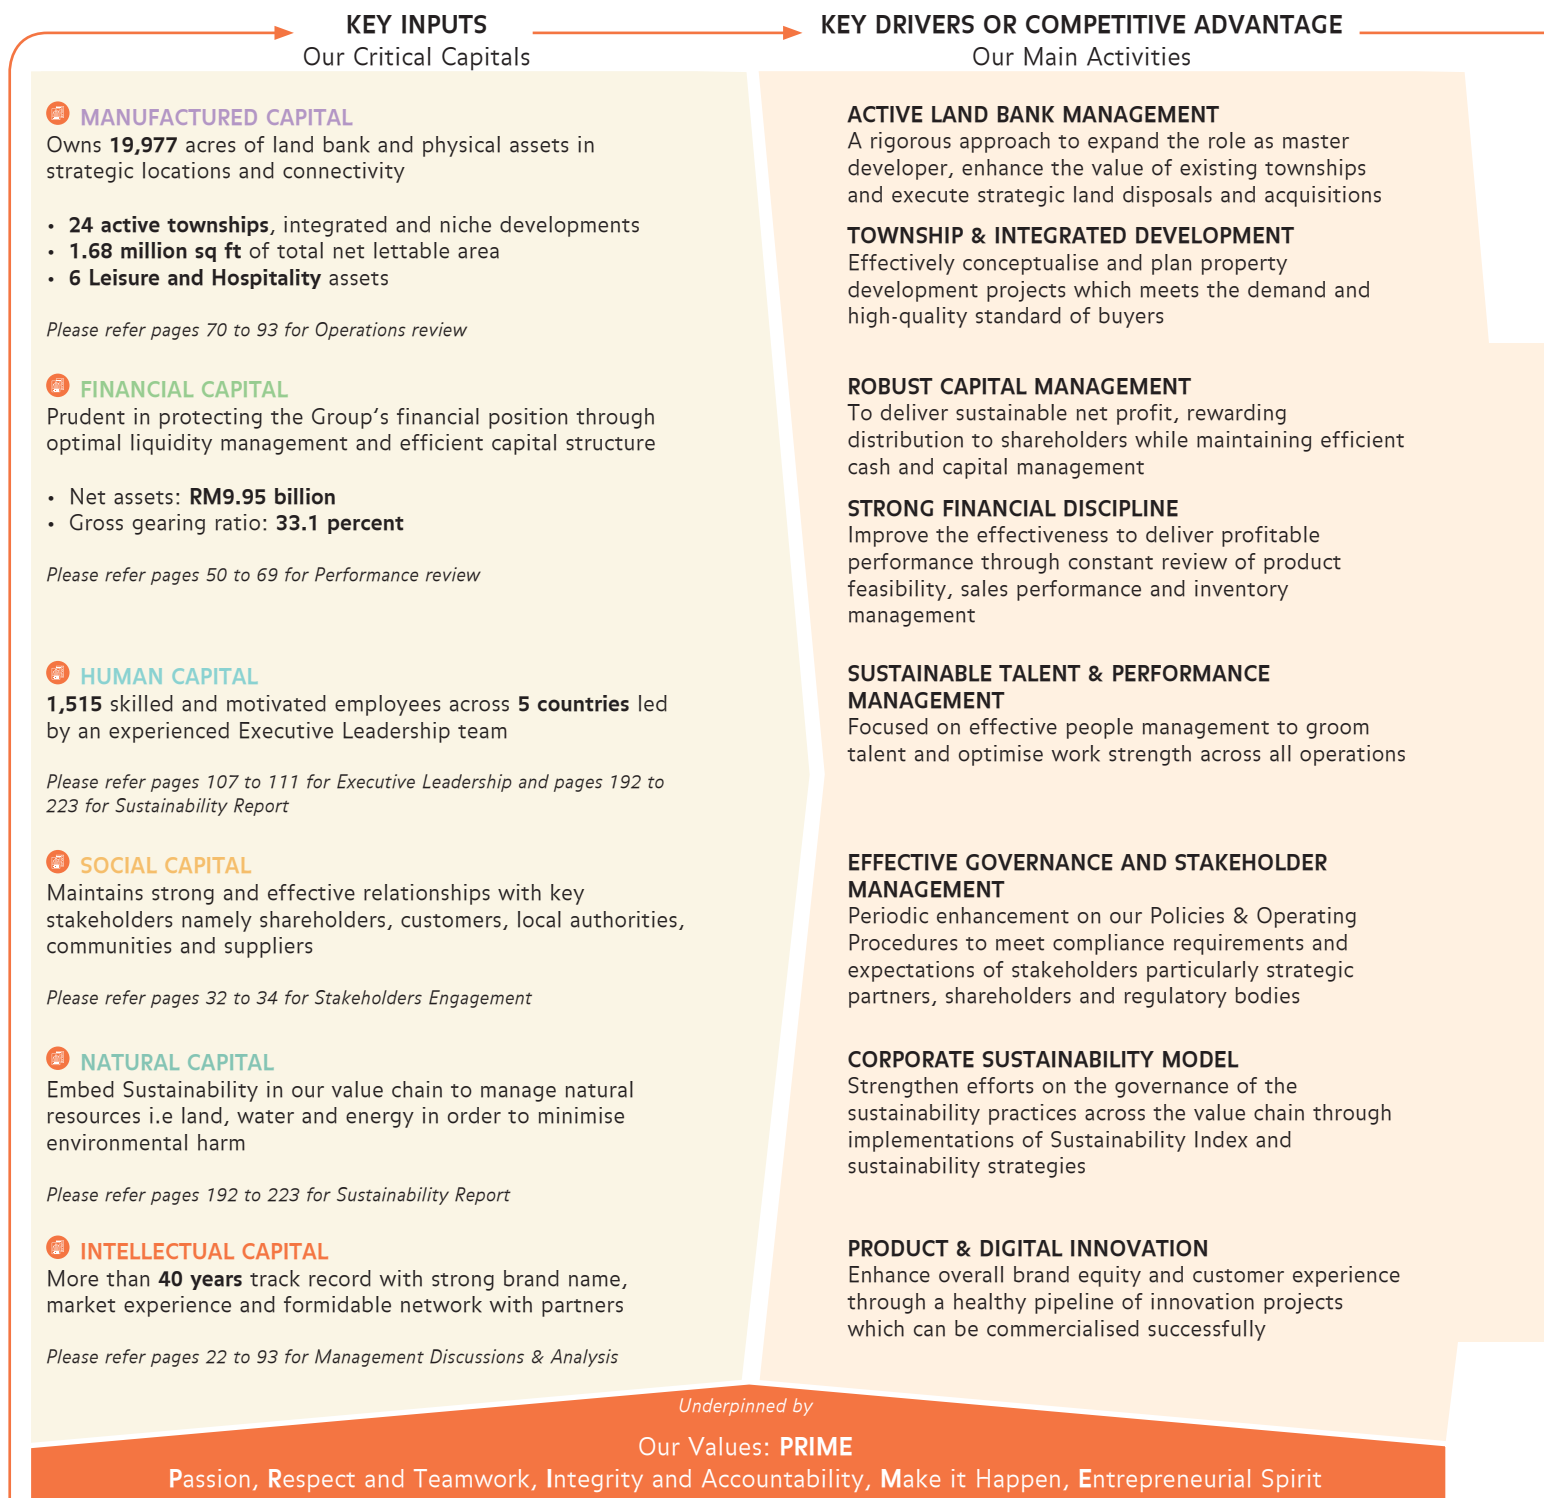 KEY INPUTS
Our Critical Capitals
MANUFACTURED CAPITAL
Owns 19,977 acres of land bank and physical assets in
strategic locations and connectivity
• 24 active townships, integrated and niche developments
• 1.68 million sq ft of total net lettable area
• 6 Leisure and Hospitality assets
Please refer pages 70 to 93 for Operations review
FINANCIAL CAPITAL
Prudent in protecting the Group’s financial position through
optimal liquidity management and efficient capital structure
• Net assets: RM9.95 billion
• Gross gearing ratio: 33.1 percent
Please refer pages 50 to 69 for Performance review
HUMAN CAPITAL
1,515 skilled and motivated employees across 5 countries led
by an experienced Executive Leadership team
Please refer pages 107 to 111 for Executive Leadership and pages 192 to
223 for Sustainability Report
SOCIAL CAPITAL
Maintains strong and effective relationships with key
stakeholders namely shareholders, customers, local authorities,
communities and suppliers
Please refer pages 32 to 34 for Stakeholders Engagement
NATURAL CAPITAL
Embed Sustainability in our value chain to manage natural
resources i.e land, water and energy in order to minimise
environmental harm
Please refer pages 192 to 223 for Sustainability Report
INTELLECTUAL CAPITAL
More than 40 years track record with strong brand name,
market experience and formidable network with partners
Please refer pages 22 to 93 for Management Discussions & Analysis
KEY DRIVERS OR COMPETITIVE ADVANTAGE
Our Main Activities
ACTIVE LAND BANK MANAGEMENT
A rigorous approach to expand the role as master
developer, enhance the value of existing townships
and execute strategic land disposals and acquisitions
TOWNSHIP & INTEGRATED DEVELOPMENT
Effectively conceptualise and plan property
development projects which meets the demand and
high-quality standard of buyers
ROBUST CAPITAL MANAGEMENT
To deliver sustainable net profit, rewarding
distribution to shareholders while maintaining efficient
cash and capital management
STRONG FINANCIAL DISCIPLINE
Improve the effectiveness to deliver profitable
performance through constant review of product
feasibility, sales performance and inventory
management
SUSTAINABLE TALENT & PERFORMANCE
MANAGEMENT
Focused on effective people management to groom
talent and optimise work strength across all operations
EFFECTIVE GOVERNANCE AND STAKEHOLDER
MANAGEMENT
Periodic enhancement on our Policies & Operating
Procedures to meet compliance requirements and
expectations of stakeholders particularly strategic
partners, shareholders and regulatory bodies
CORPORATE SUSTAINABILITY MODEL
Strengthen efforts on the governance of the
sustainability practices across the value chain through
implementations of Sustainability Index and
sustainability strategies
PRODUCT & DIGITAL INNOVATION
Enhance overall brand equity and customer experience
through a healthy pipeline of innovation projects
which can be commercialised successfully
Underpinned by
Our Values: PRIME
Passion, Respect and Teamwork, Integrity and Accountability, Make it Happen, Entrepreneurial Spirit